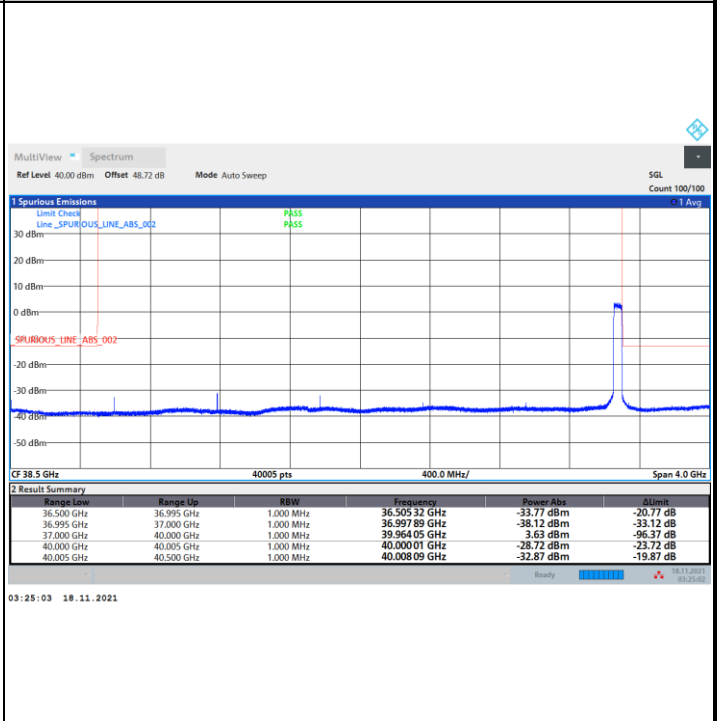 MultiView Spectrum
Ref Level 40.00 dBm Offset 48.72 dB Mode Auto Sweep SGL
Count 100/100
1 Spurious Emissions 1 Avg
Limit Check PASS
Line _SPURIOUS_LINE_ABS_002 PASS
30 dBm
20 dBm
10 dBm
0 dBm
SPURIOUS_LINE_ABS_002
-20 dBm
-30 dBm
-40 dBm
-50 dBm
CF 38.5 GHz 40005 pts 400.0 MHz/ Span 4.0 GHz
2 Result Summary
Range Low Range Up RBW Frequency Power Abs ΔLimit
36.500 GHz 36.995 GHz 1.000 MHz 36.505 32 GHz -33.77 dBm -20.77 dB
36.995 GHz 37.000 GHz 1.000 MHz 36.997 89 GHz -38.12 dBm -33.12 dB
37.000 GHz 40.000 GHz 1.000 MHz 39.964 05 GHz 3.63 dBm -96.37 dB
40.000 GHz 40.005 GHz 1.000 MHz 40.000 01 GHz -28.72 dBm -23.72 dB
40.005 GHz 40.500 GHz 1.000 MHz 40.008 09 GHz -32.87 dBm -19.87 dB
Ready 18.11.2021
03:25:02
03:25:03 18.11.2021